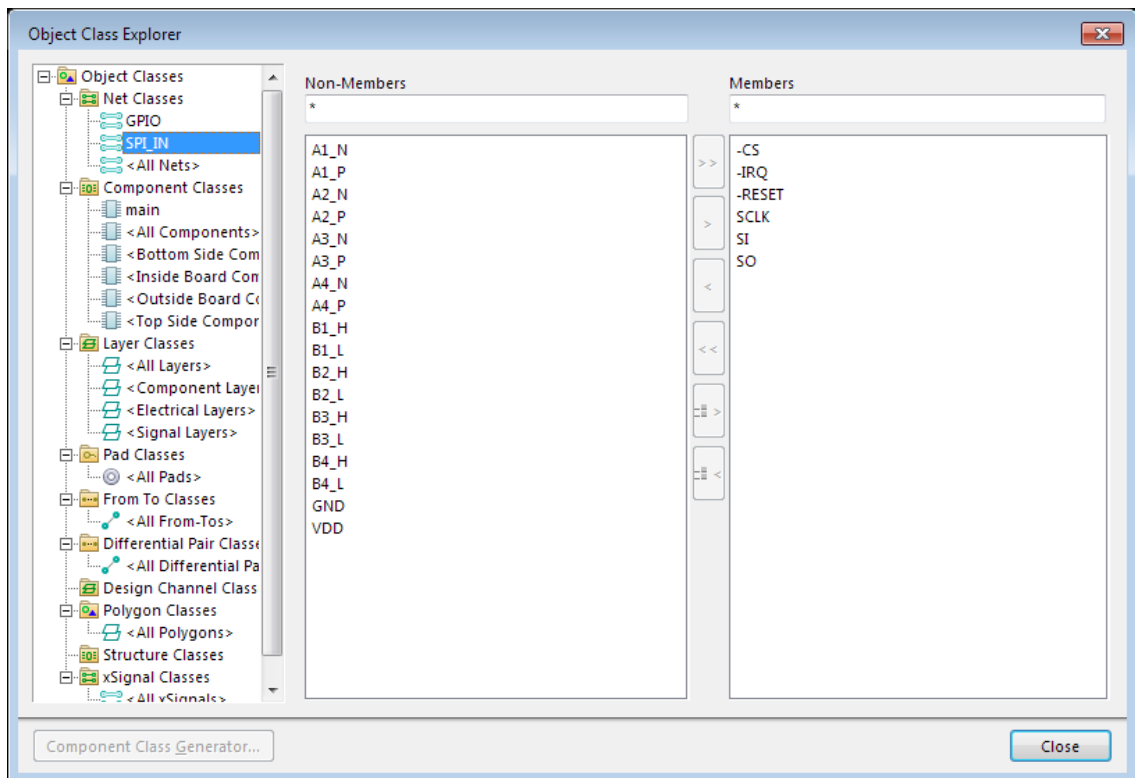 Object Class Explorer
Object Classes
Net Classes
GPIO
SPI_IN
<All Nets>
Component Classes
main
<All Components>
<Bottom Side Com
<Inside Board Con
<Outside Board Co
<Top Side Compor
Layer Classes
<All Layers>
<Component Layer
<Electrical Layers>
<Signal Layers>
Pad Classes
<All Pads>
From To Classes
<All From-Tos>
Differential Pair Classe
<All Differential Pa
Design Channel Class
Polygon Classes
<All Polygons>
Structure Classes
xSignal Classes
<All xSignals>
Non-Members
*
A1_N
A1_P
A2_N
A2_P
A3_N
A3_P
A4_N
A4_P
B1_H
B1_L
B2_H
B2_L
B3_H
B3_L
B4_H
B4_L
GND
VDD
>>
>
<
<<
>
<
Members
*
-CS
-IRQ
-RESET
SCLK
SI
SO
Component Class Generator...
Close